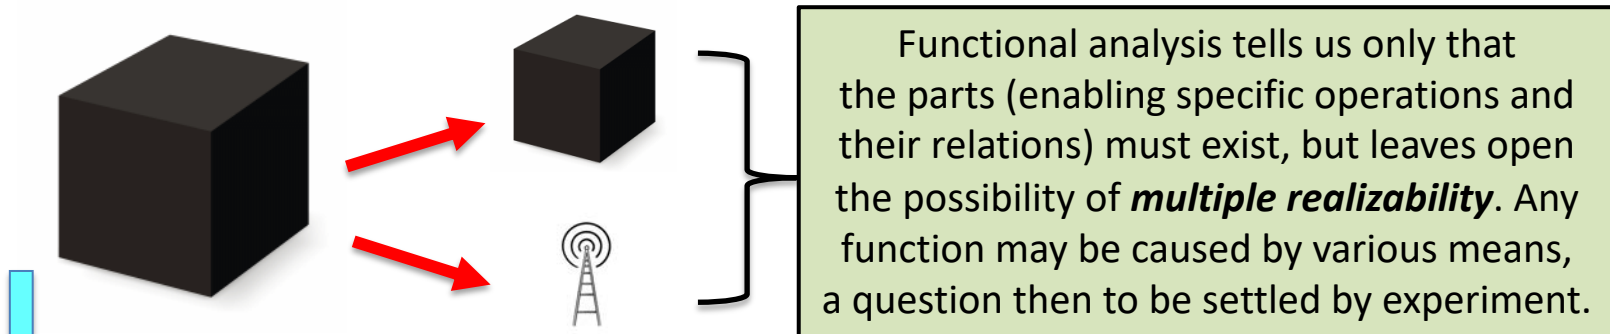 Functional analysis tells us only that
the parts (enabling specific operations and
their relations) must exist, but leaves open
the possibility of multiple realizability. Any
function may be caused by various means,
a question then to be settled by experiment.